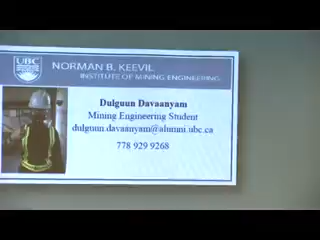 UBC
NORMAN B. KEEVIL
INSTITUTE OF MINING ENGINEERING
Dulguun Davaanyam
Mining Engineering Student
dulguun.davaanyam@alumni.ubc.ca
778 929 9268